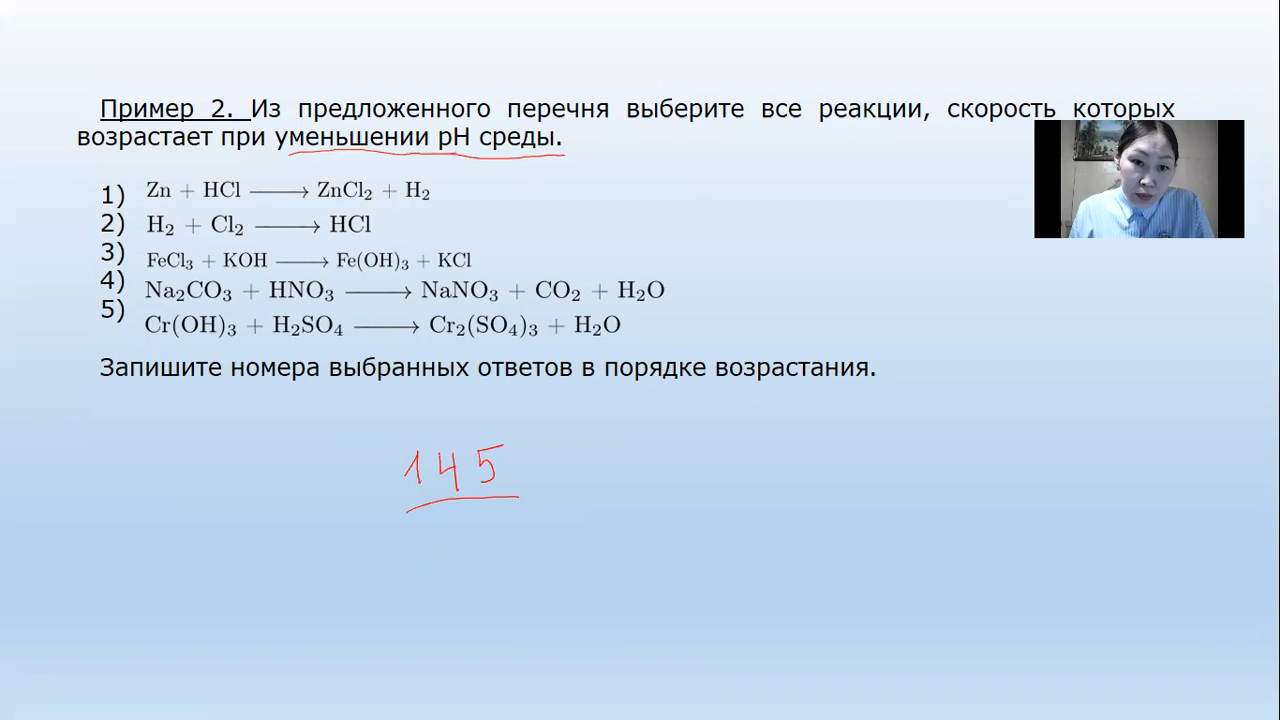 Пример 2. Из предложенного перечня выберите все реакции, скорость которых
возрастает при уменьшении pH среды.
1) Zn + HCl ⟶ ZnCl₂ + H₂
2) H₂ + Cl₂ ⟶ HCl
3) FeCl₃ + KOH ⟶ Fe(OH)₃ + KCl
4) Na₂CO₃ + HNO₃ ⟶ NaNO₃ + CO₂ + H₂O
5) Cr(OH)₃ + H₂SO₄ ⟶ Cr₂(SO₄)₃ + H₂O
Запишите номера выбранных ответов в порядке возрастания.
145